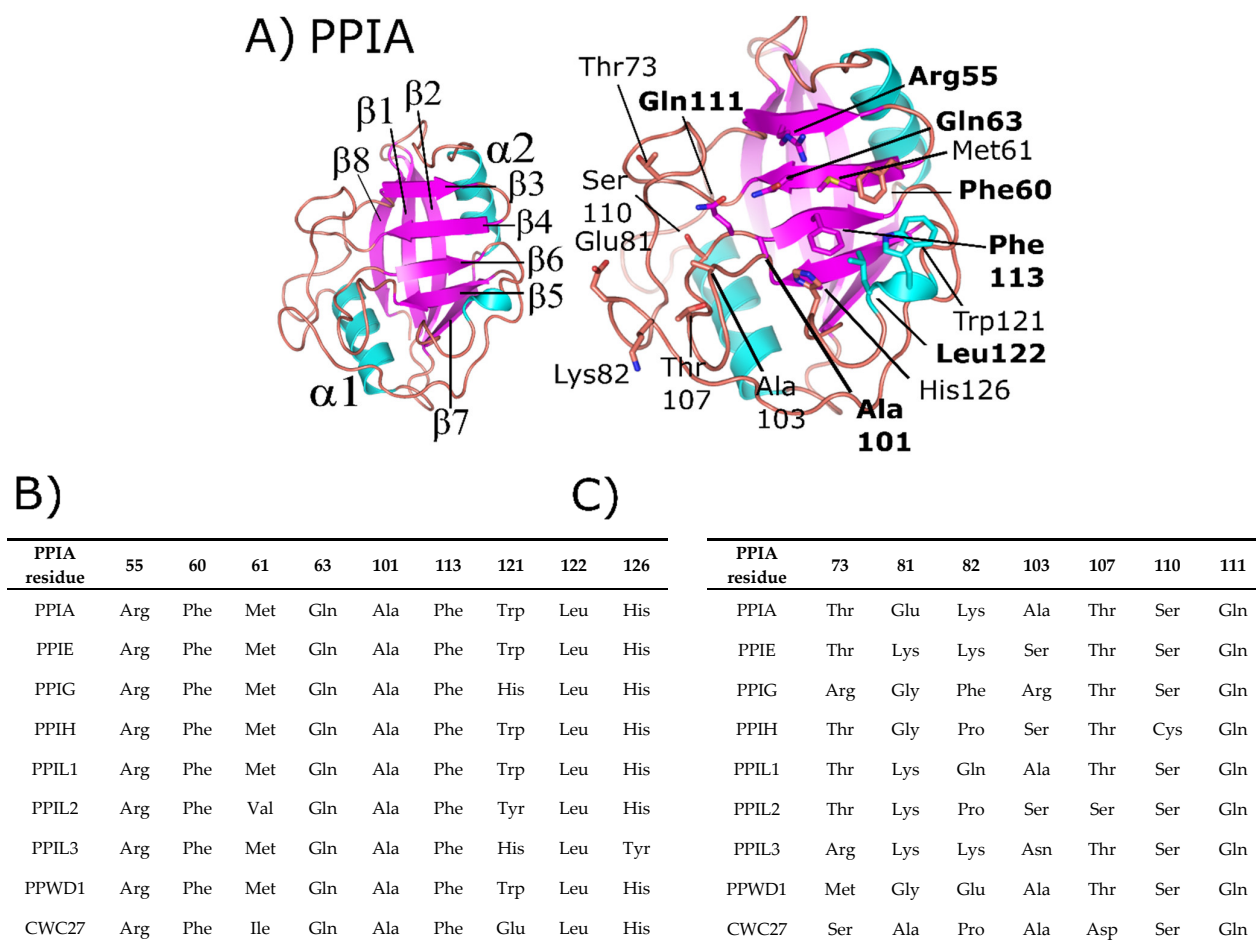 A) PPIA
β1
β2
β8
α2
β3
β4
β6
β5
α1
β7
Thr73
Gln111
Arg55
Gln63
Met61
Phe60
Ser
110
Glu81
Phe
113
Trp121
Leu122
His126
Lys82
Thr
107
Ala
103
Ala
101
B)
PPIA
residue 55 60 61 63 101 113 121 122 126
PPIA Arg Phe Met Gln Ala Phe Trp Leu His
PPIE Arg Phe Met Gln Ala Phe Trp Leu His
PPIG Arg Phe Met Gln Ala Phe His Leu His
PPIH Arg Phe Met Gln Ala Phe Trp Leu His
PPIL1 Arg Phe Met Gln Ala Phe Trp Leu His
PPIL2 Arg Phe Val Gln Ala Phe Tyr Leu His
PPIL3 Arg Phe Met Gln Ala Phe His Leu Tyr
PPWD1 Arg Phe Met Gln Ala Phe Trp Leu His
CWC27 Arg Phe Ile Gln Ala Phe Glu Leu His
C)
PPIA
residue 73 81 82 103 107 110 111
PPIA Thr Glu Lys Ala Thr Ser Gln
PPIE Thr Lys Lys Ser Thr Ser Gln
PPIG Arg Gly Phe Arg Thr Ser Gln
PPIH Thr Gly Pro Ser Thr Cys Gln
PPIL1 Thr Lys Gln Ala Thr Ser Gln
PPIL2 Thr Lys Pro Ser Ser Ser Gln
PPIL3 Arg Lys Lys Asn Thr Ser Gln
PPWD1 Met Gly Glu Ala Thr Ser Gln
CWC27 Ser Ala Pro Ala Asp Ser Gln